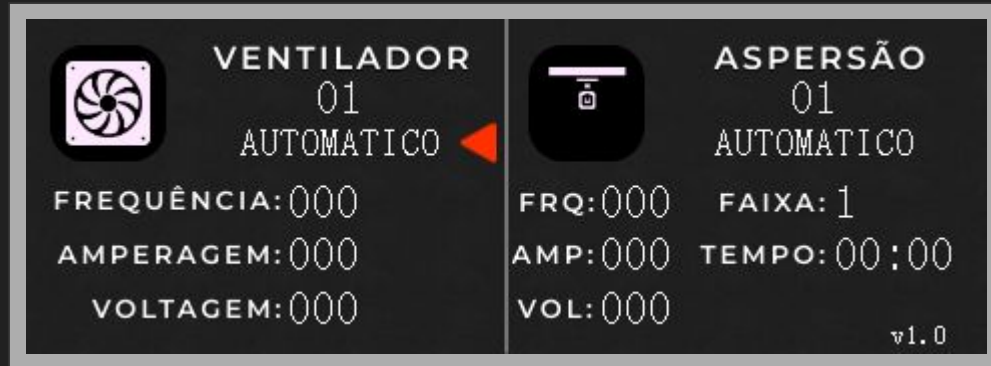 VENTILADOR
01
AUTOMATICO
FREQUÊNCIA: 000
AMPERAGEM: 000
VOLTAGEM: 000
ASPERSÃO
01
AUTOMATICO
FRQ: 000 FAIXA: 1
AMP: 000 TEMPO: 00:00
VOL: 000
v1.0